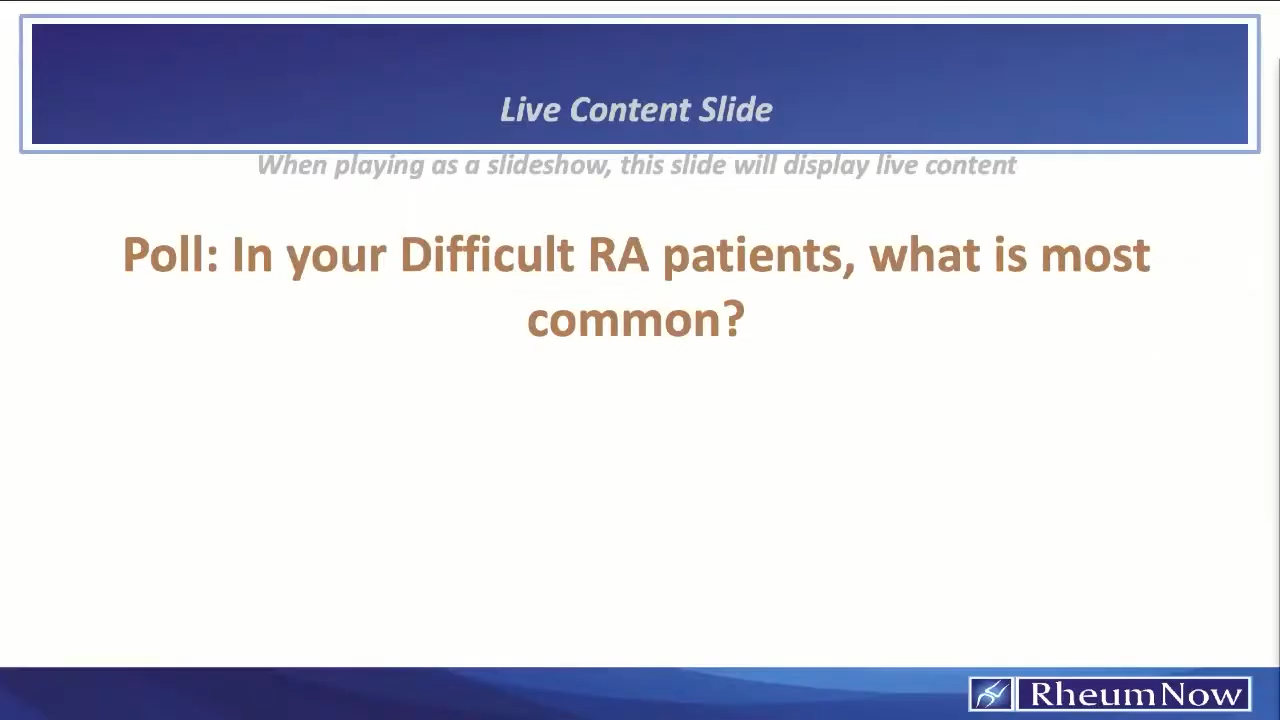 Live Content Slide
When playing as a slideshow, this slide will display live content
Poll: In your Difficult RA patients, what is most
common?
RheumNow